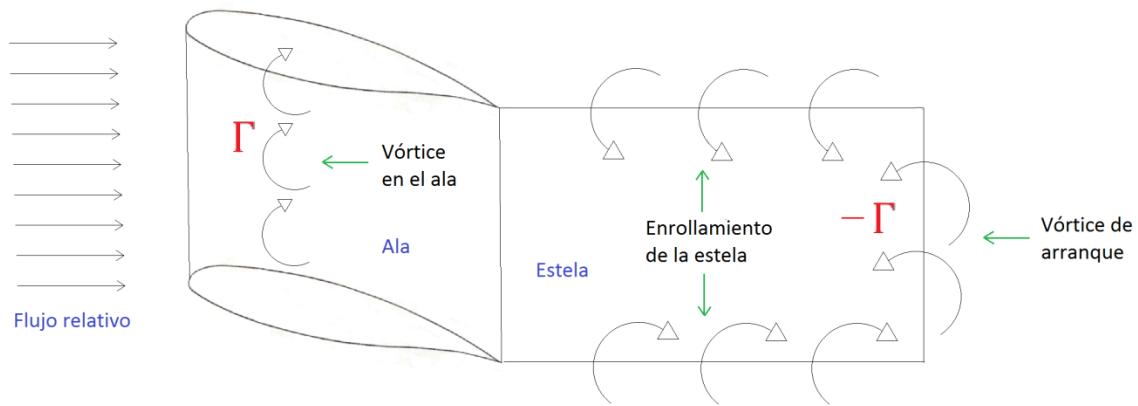 Γ
Vórtice
en el ala
Ala
Flujo relativo
Estela
Enrollamiento
de la estela
−Γ
Vórtice de
arranque